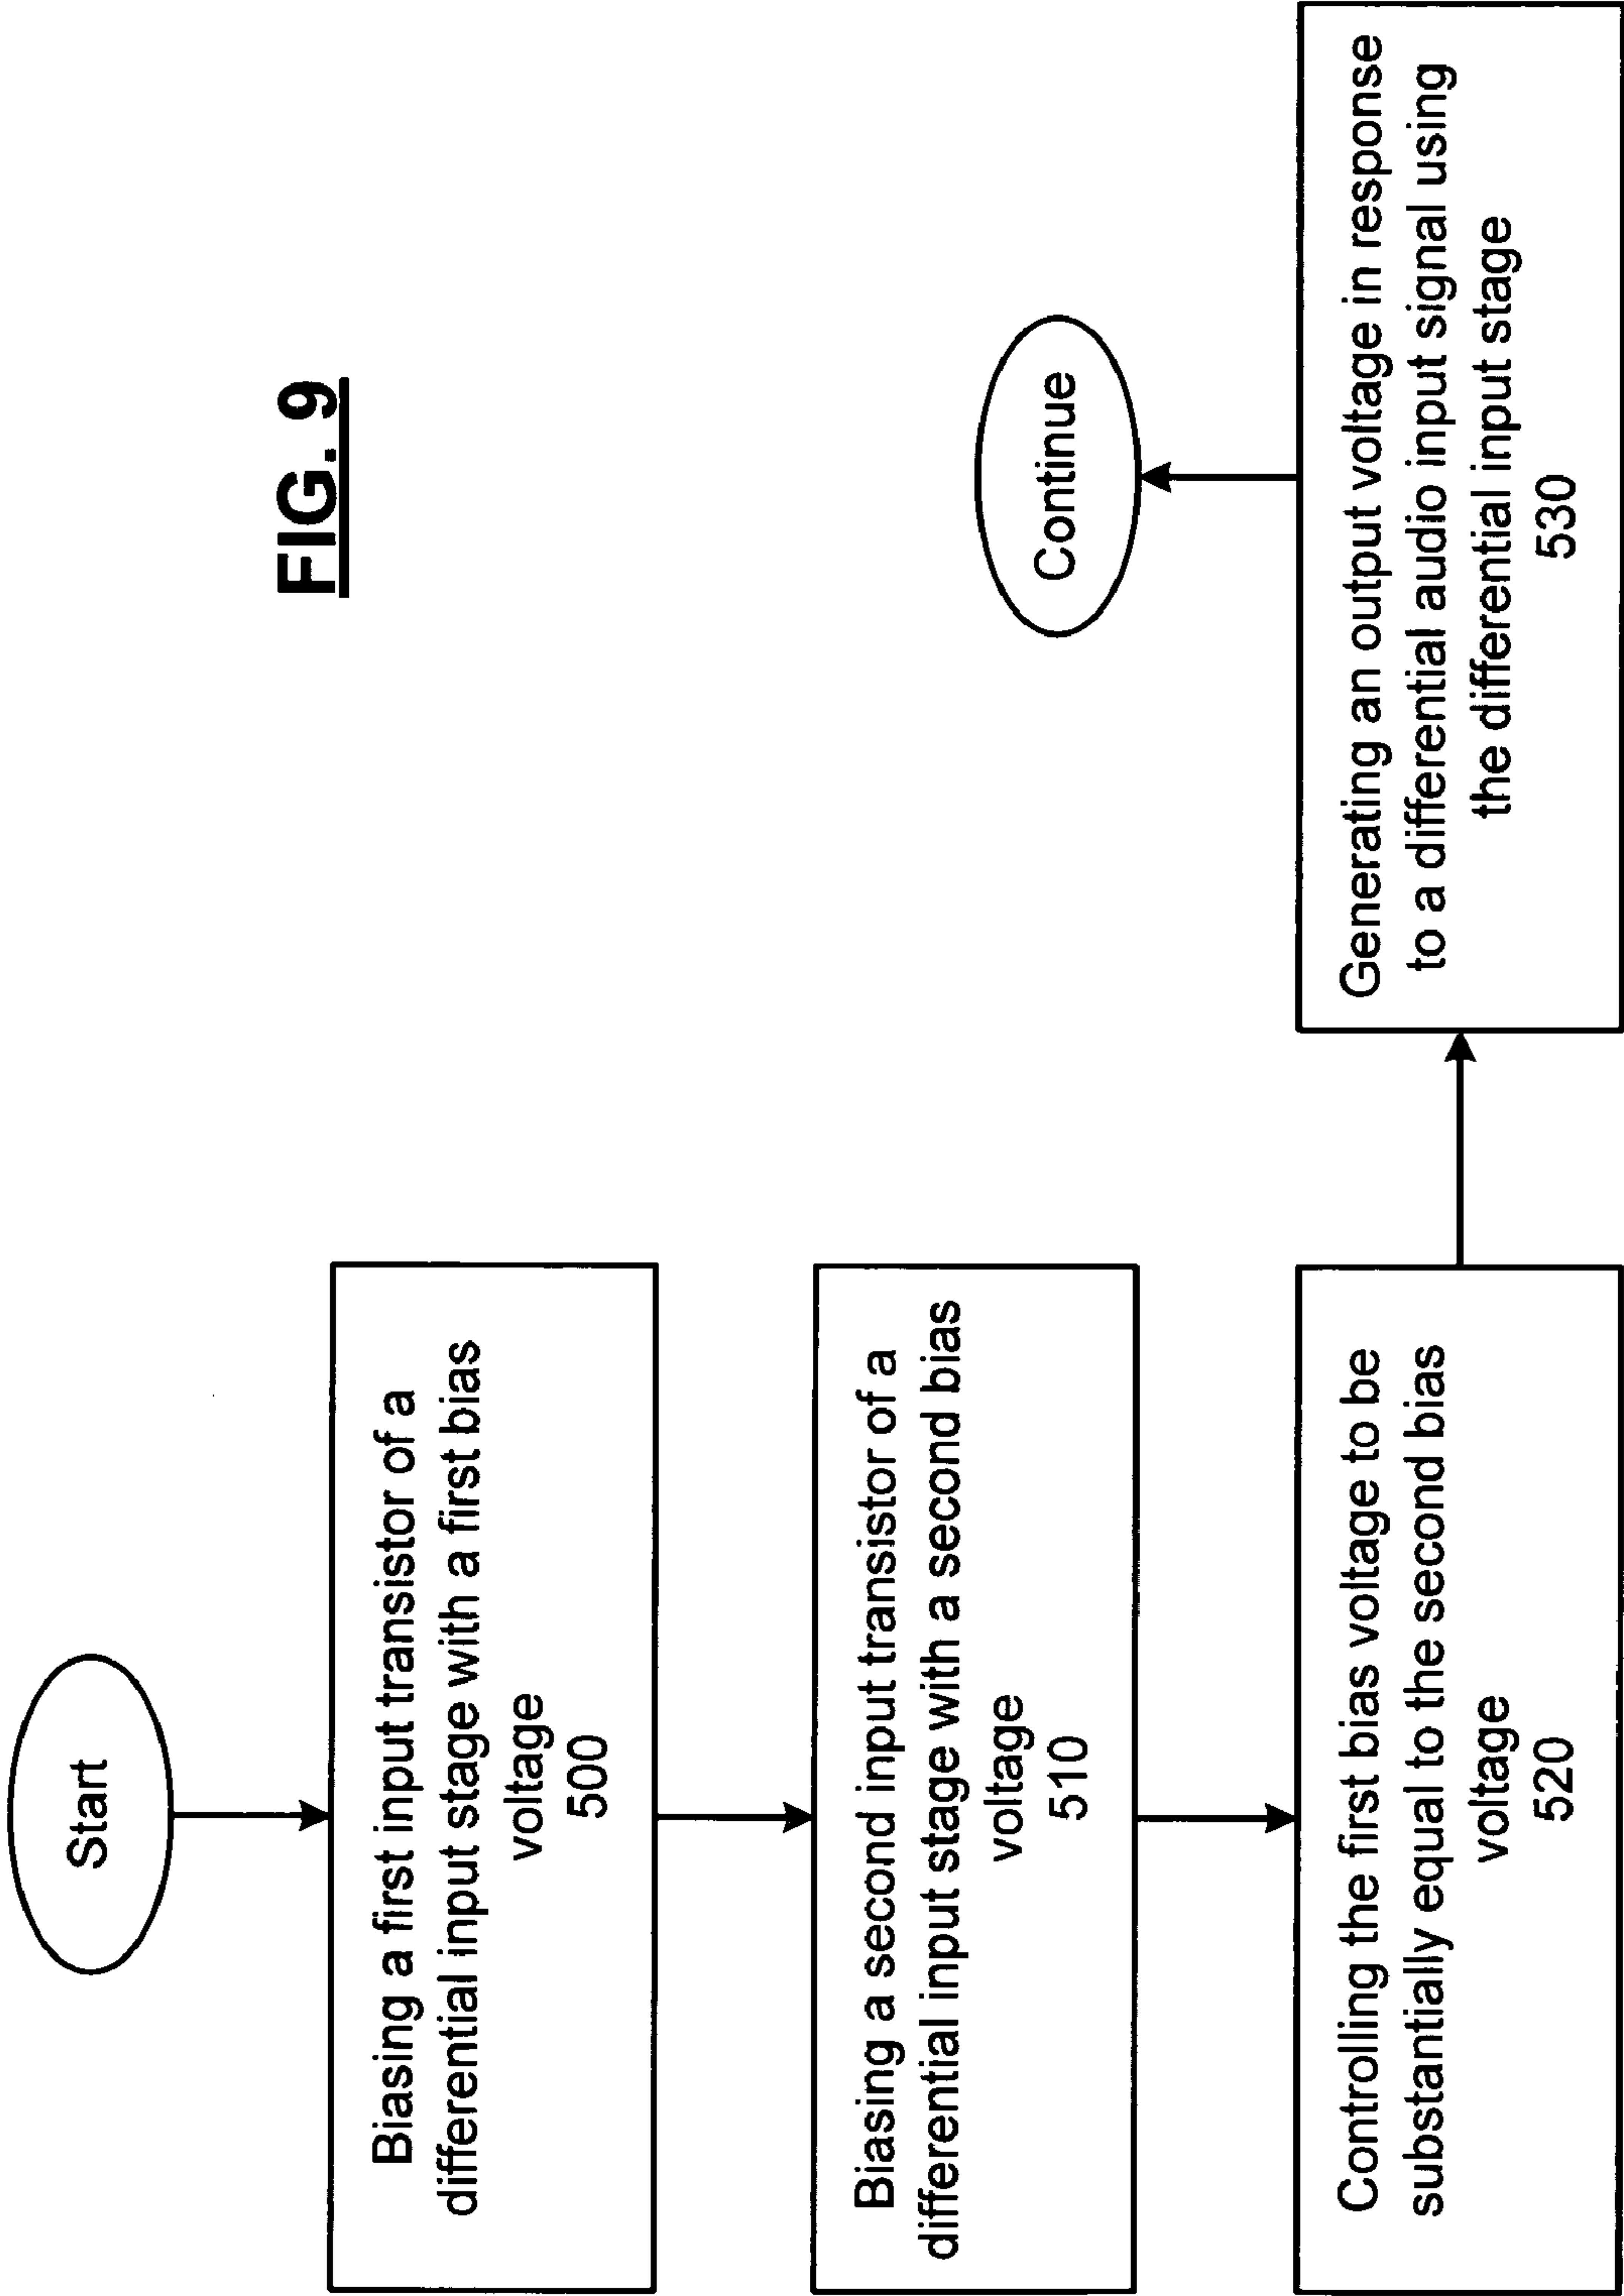 FIG. 9
Start
Biasing a first input transistor of a
differential input stage with a first bias
voltage
500
Biasing a second input transistor of a
differential input stage with a second bias
voltage
510
Controlling the first bias voltage to be
substantially equal to the second bias
voltage
520
Generating an output voltage in response
to a differential audio input signal using
the differential input stage
530
Continue